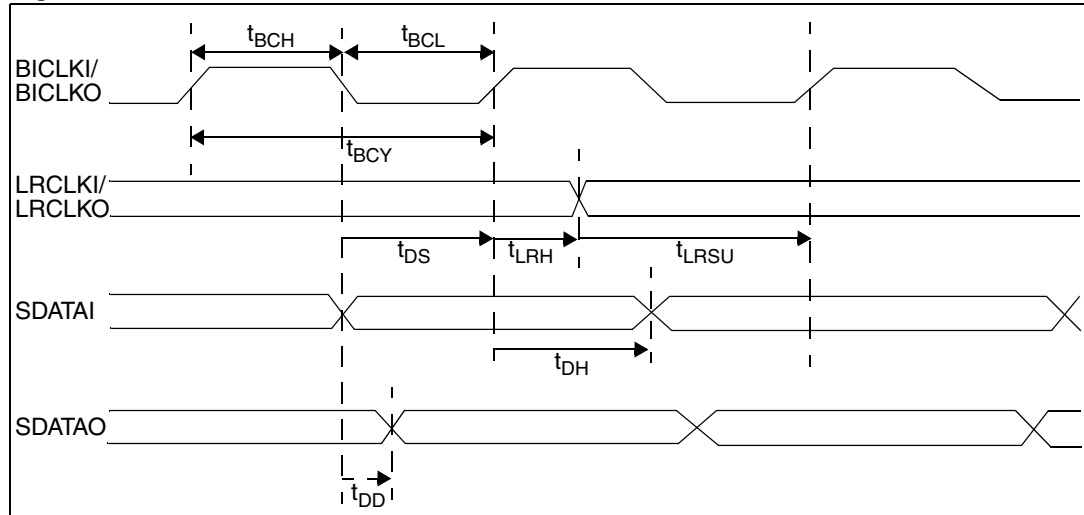 tBCH
tBCL
BICLKI/
BICLKO
tBCY
LRCLKI/
LRCLKO
tDS
tLRH
tLRSU
SDATAI
tDH
SDATAO
tDD